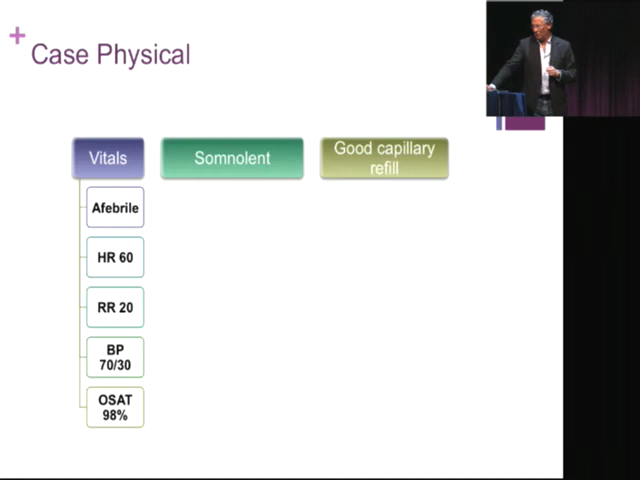 +
Case Physical
Vitals
Somnolent
Good capillary
refill
Afebrile
HR 60
RR 20
BP
70/30
OSAT
98%